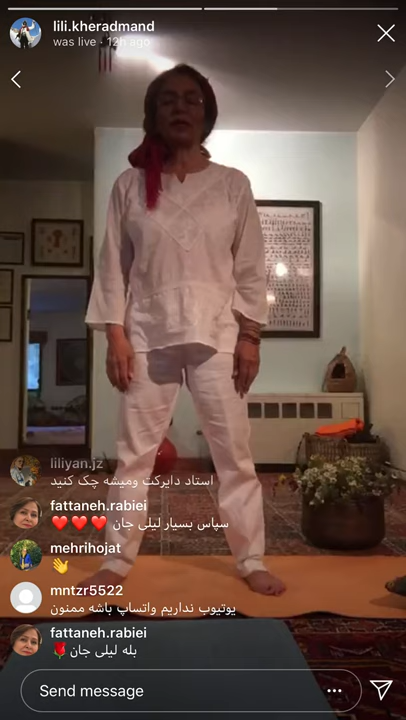 lili.kheradmand
was live · 12h ago
liliyan.jz
استاد دایرکت ومیشه چک کنید
fattaneh.rabiei
❤️❤️❤️ سپاس بسیار لیلی جان
mehrihojat
👋
mntzr5522
یوتیوب نداریم واتساپ باشه ممنون
fattaneh.rabiei
بله لیلی جان🌹
Send message